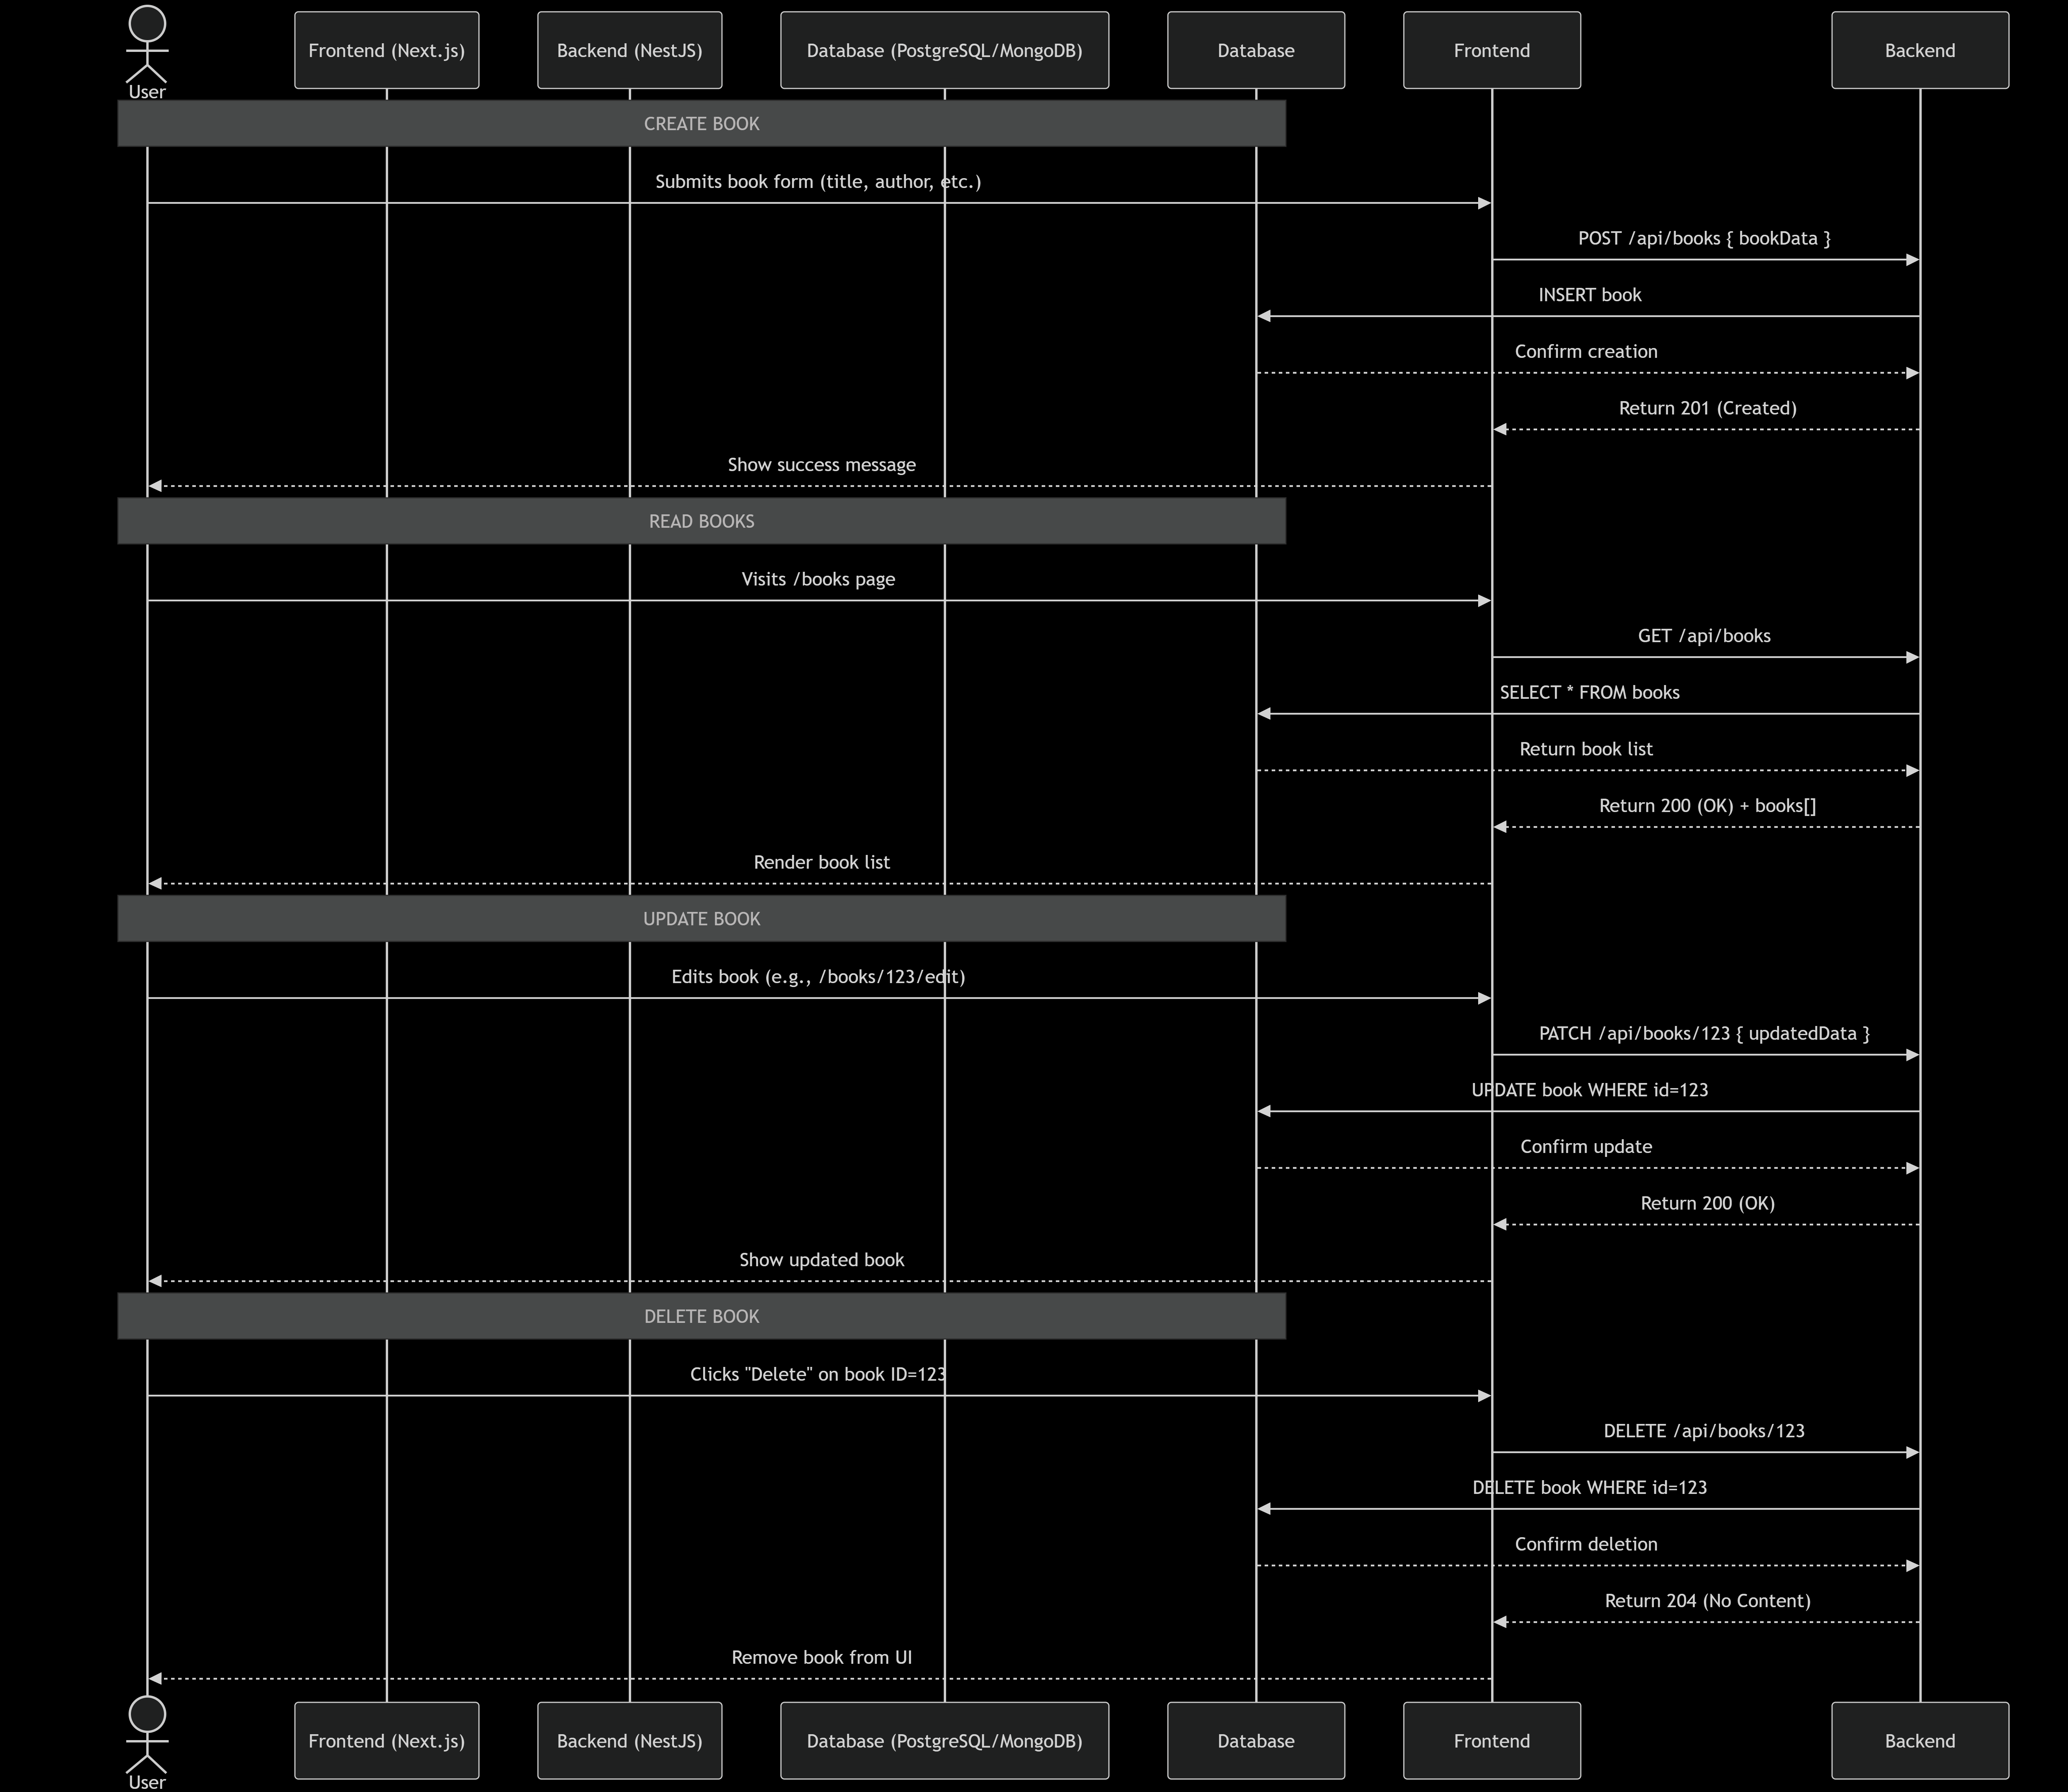 User
Frontend (Next.js)
Backend (NestJS)
Database (PostgreSQL/MongoDB)
Database
Frontend
Backend
CREATE BOOK
Submits book form (title, author, etc.)
POST /api/books { bookData }
INSERT book
Confirm creation
Return 201 (Created)
Show success message
READ BOOKS
Visits /books page
GET /api/books
SELECT * FROM books
Return book list
Return 200 (OK) + books[]
Render book list
UPDATE BOOK
Edits book (e.g., /books/123/edit)
PATCH /api/books/123 { updatedData }
UPDATE book WHERE id=123
Confirm update
Return 200 (OK)
Show updated book
DELETE BOOK
Clicks "Delete" on book ID=123
DELETE /api/books/123
DELETE book WHERE id=123
Confirm deletion
Return 204 (No Content)
Remove book from UI
User
Frontend (Next.js)
Backend (NestJS)
Database (PostgreSQL/MongoDB)
Database
Frontend
Backend